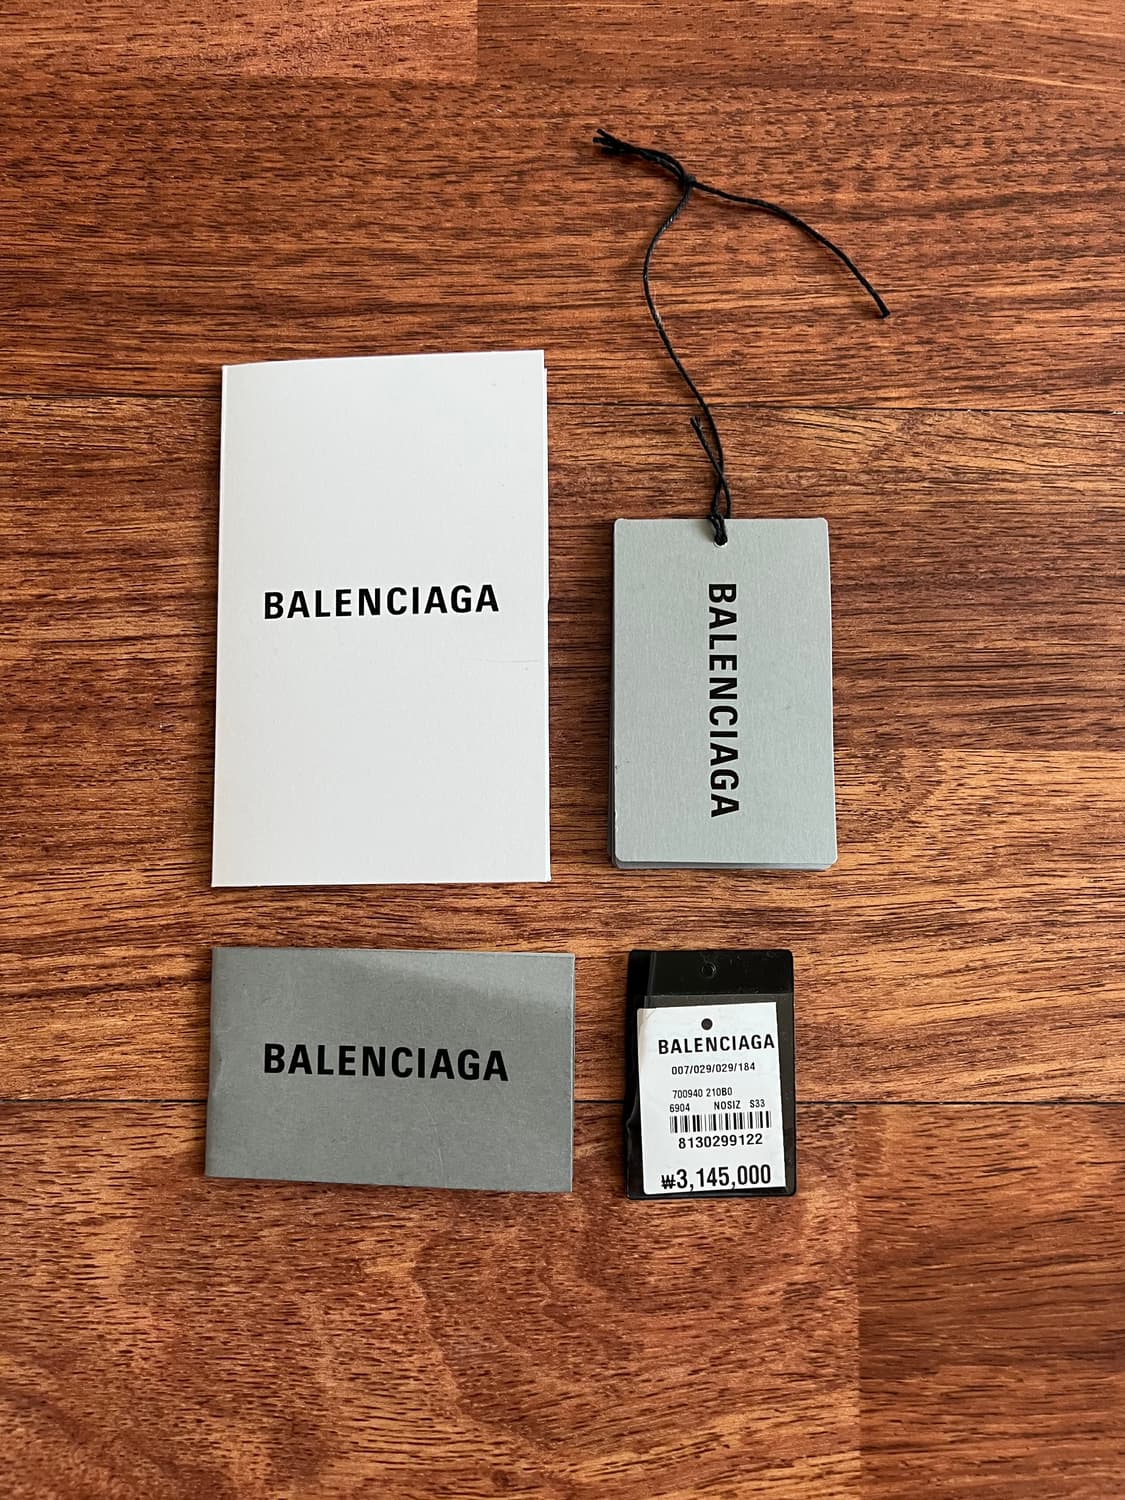 BALENCIAGA
BALENCIAGA
BALENCIAGA
BALENCIAGA
007/029/029/184
700940 210B0
6904 NOSIZ S33
8130299122
₩3,145,000